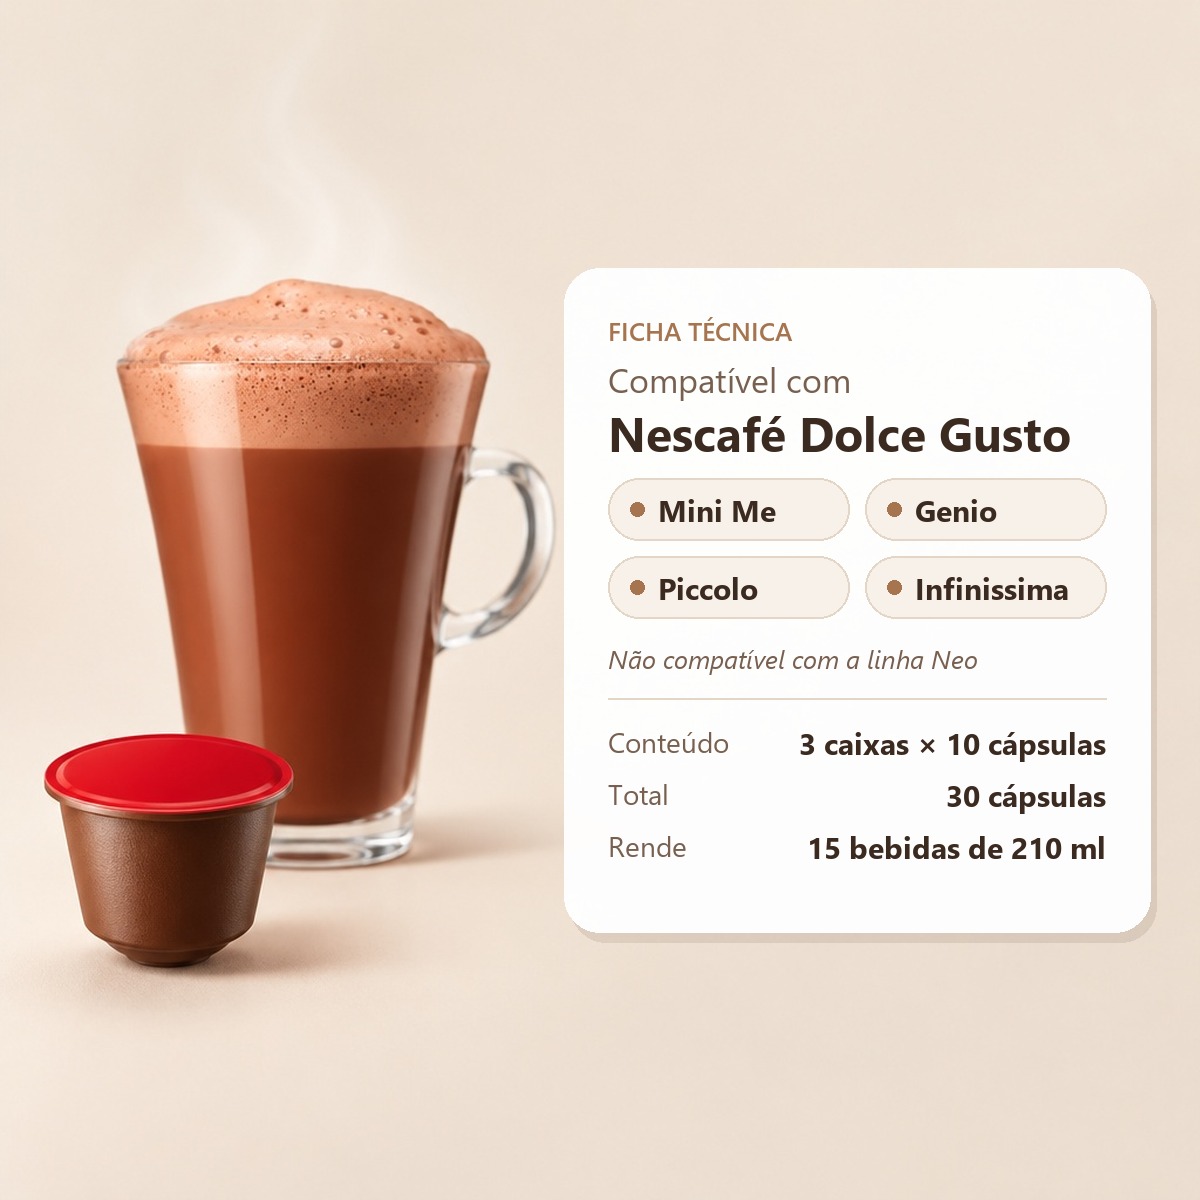 FICHA TÉCNICA
Compatível com
Nescafé Dolce Gusto
Mini Me
Genio
Piccolo
Infinissima
Não compatível com a linha Neo
Conteúdo 3 caixas × 10 cápsulas
Total 30 cápsulas
Rende 15 bebidas de 210 ml